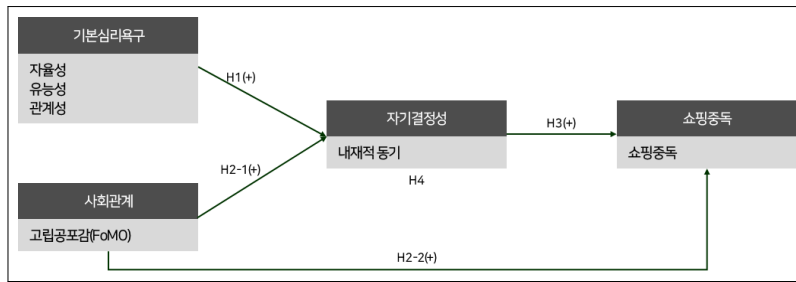 기본심리욕구
자율성
유능성
관계성
H1(+)
자기결정성
내재적 동기
H3(+)
쇼핑중독
쇼핑중독
H2-1(+)
H4
사회관계
고립공포감(FoMO)
H2-2(+)